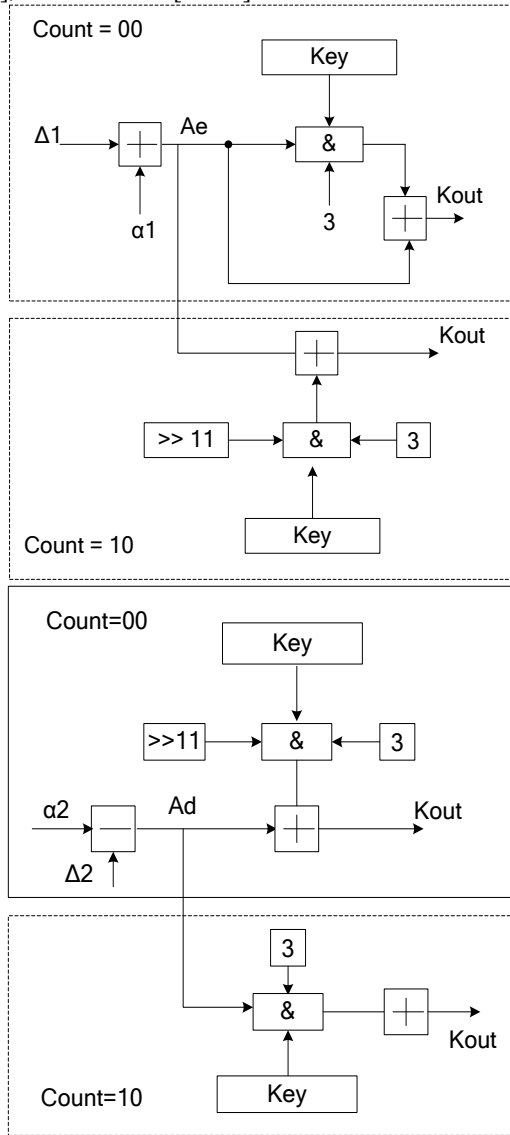 Count = 00
Key
Δ1
Ae
&
3
α1
Kout
Kout
>> 11
&
3
Key
Count = 10
Count=00
Key
>>11
&
3
α2
Ad
Kout
Δ2
3
&
Kout
Key
Count=10